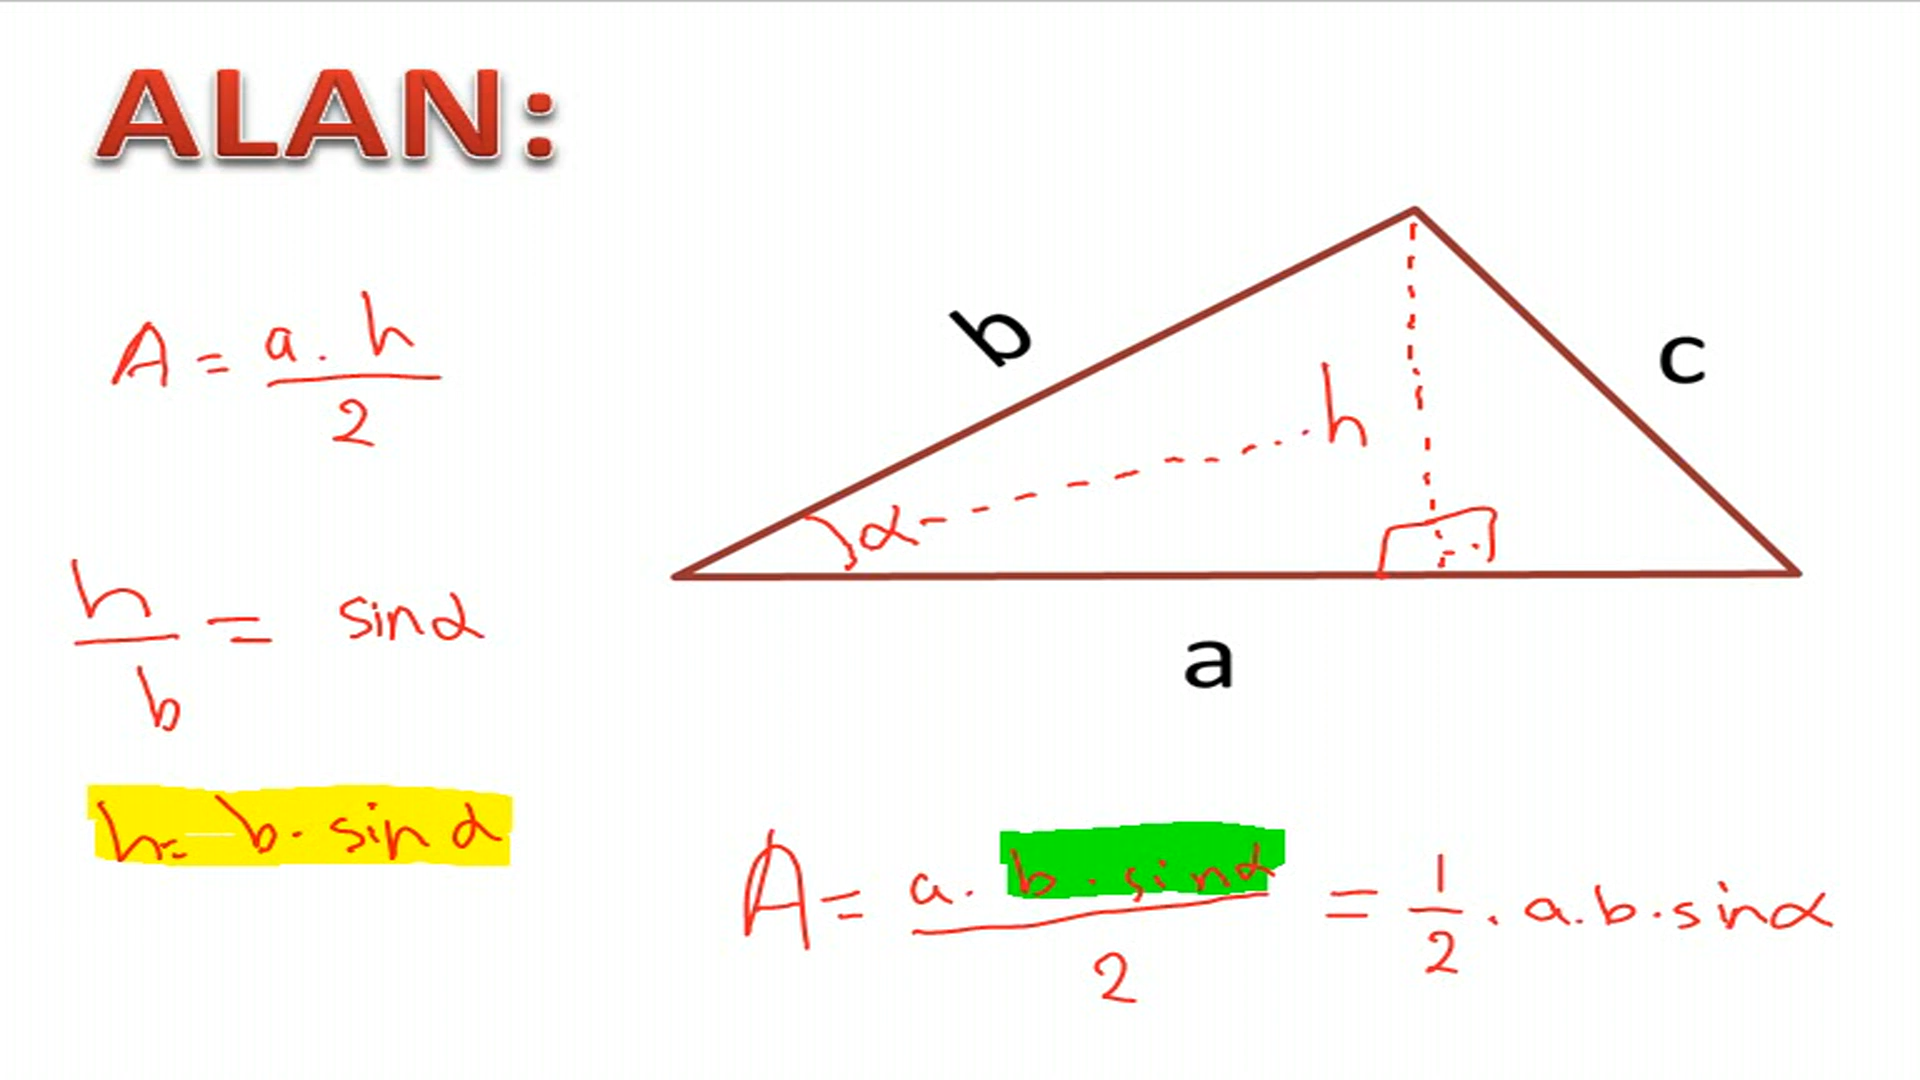 ALAN:
A = a . h / 2
h / b = sinα
h = b . sin α
b
c
h
α
a
A = a . b . sinα / 2 = 1 / 2 . a . b . sinα